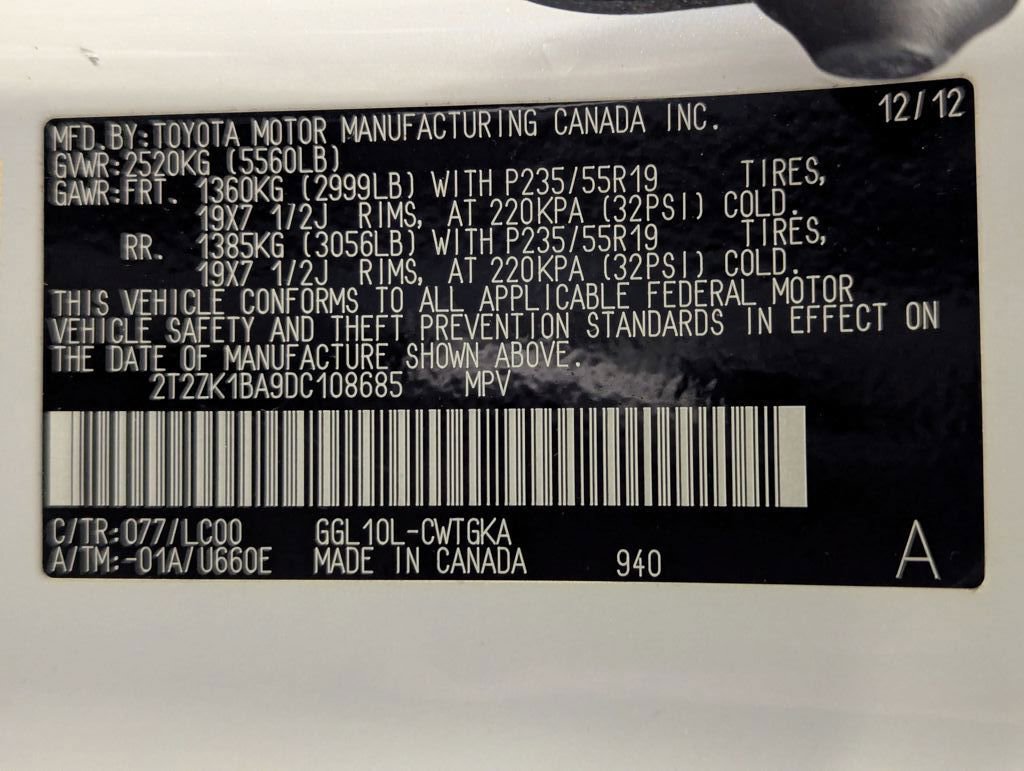 12/12
MFD.BY:TOYOTA MOTOR MANUFACTURING CANADA INC.
GVWR:2520KG (5560LB)
GAWR:FRT. 1360KG (2999LB) WITH P235/55R19 TIRES,
19X7 1/2J RIMS, AT 220KPA (32PSI) COLD.
RR. 1385KG (3056LB) WITH P235/55R19 TIRES,
19X7 1/2J RIMS, AT 220KPA (32PSI) COLD.
THIS VEHICLE CONFORMS TO ALL APPLICABLE FEDERAL MOTOR
VEHICLE SAFETY AND THEFT PREVENTION STANDARDS IN EFFECT ON
THE DATE OF MANUFACTURE SHOWN ABOVE.
2T2ZK1BA9DC108685 MPV
C/TR:077/LC00 GGL10L-CWTGKA
A/TM:-01A/U660E MADE IN CANADA 940 A